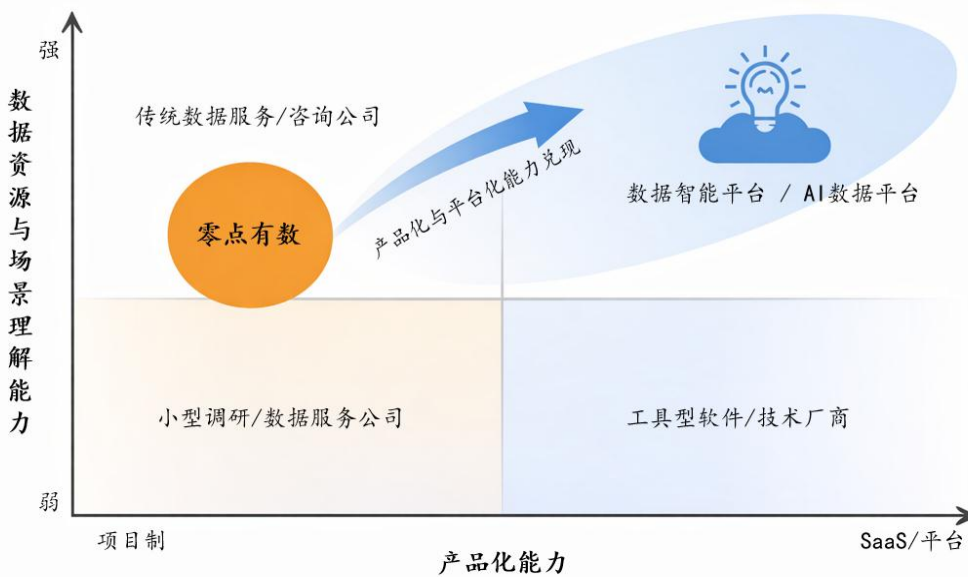 强
数据资源与场景理解能力
传统数据服务/咨询公司
零点有数
产品化与平台化能力兑现
数据智能平台 / AI数据平台
小型调研/数据服务公司
工具型软件/技术厂商
弱
项目制
SaaS/平台
产品化能力